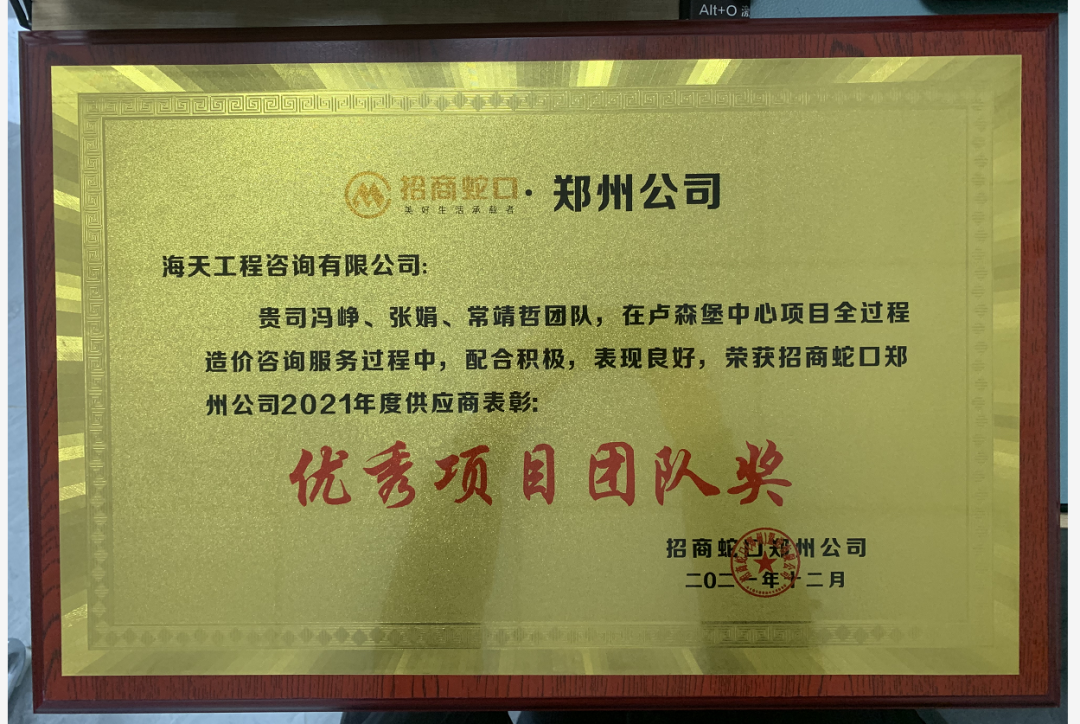 Alt+O
招商蛇口·郑州公司
美好生活承载者
海天工程咨询有限公司:
贵司冯峥、张娟、常靖哲团队，在卢森堡中心项目全过程
造价咨询服务过程中，配合积极，表现良好，荣获招商蛇口郑
州公司2021年度供应商表彰:
优秀项目团队奖
招商蛇口郑州公司
二〇二一年十二月